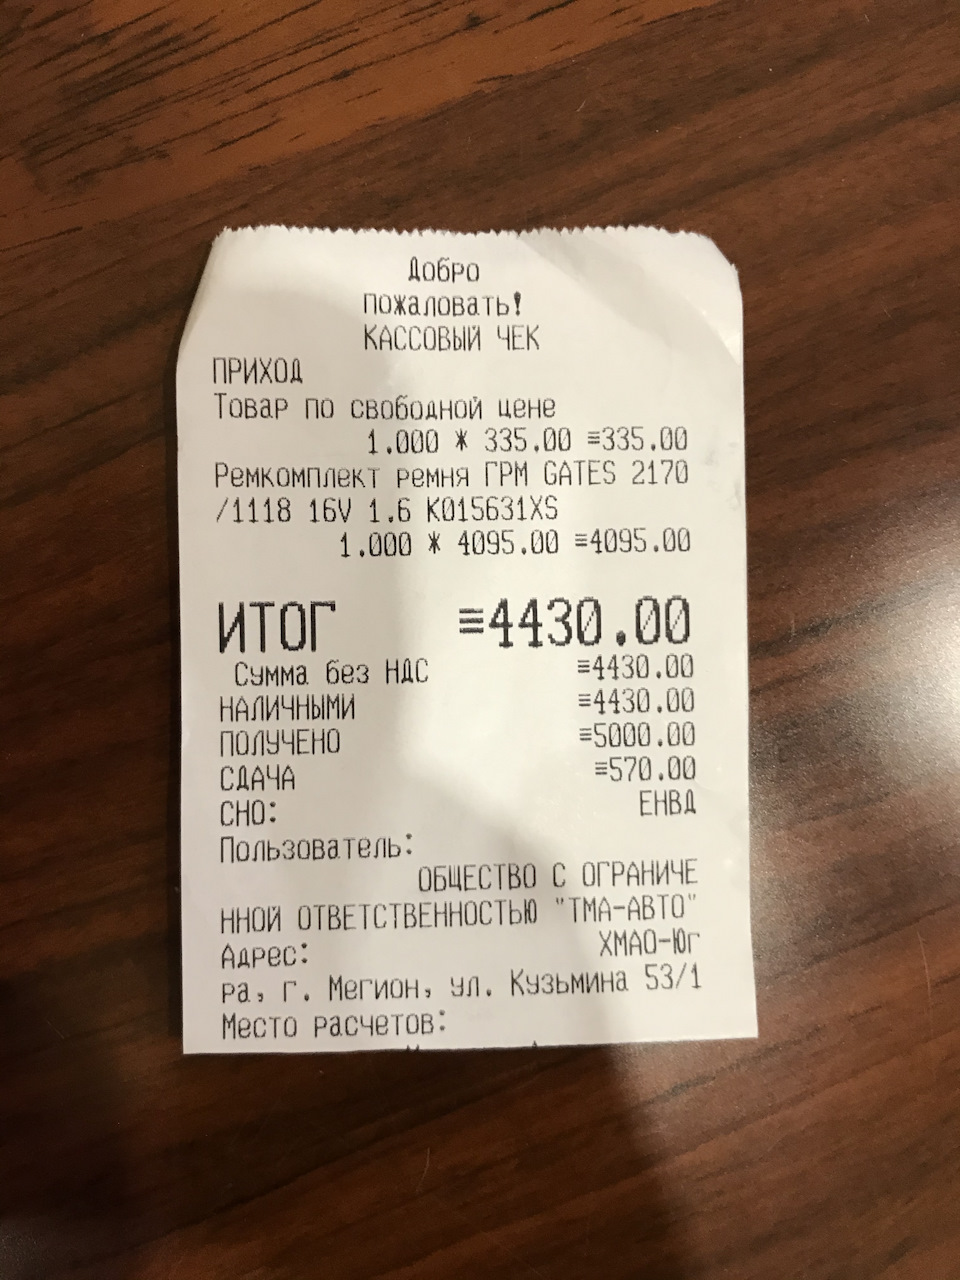 Добро
пожаловать!
КАССОВЫЙ ЧЕК
ПРИХОД
Товар по свободной цене
1.000 * 335.00 ≡335.00
Ремкомплект ремня ГРМ GATES 2170
/1118 16V 1.6 K015631XS
1.000 * 4095.00 ≡4095.00
ИТОГ ≡4430.00
Сумма без НДС ≡4430.00
НАЛИЧНЫМИ ≡4430.00
ПОЛУЧЕНО ≡5000.00
СДАЧА ≡570.00
СНО: ЕНВД
Пользователь:
ОБЩЕСТВО С ОГРАНИЧЕ
ННОЙ ОТВЕТСТВЕННОСТЬЮ "ТМА-АВТО"
Адрес: ХМАО-Юг
ра, г. Мегион, ул. Кузьмина 53/1
Место расчетов: